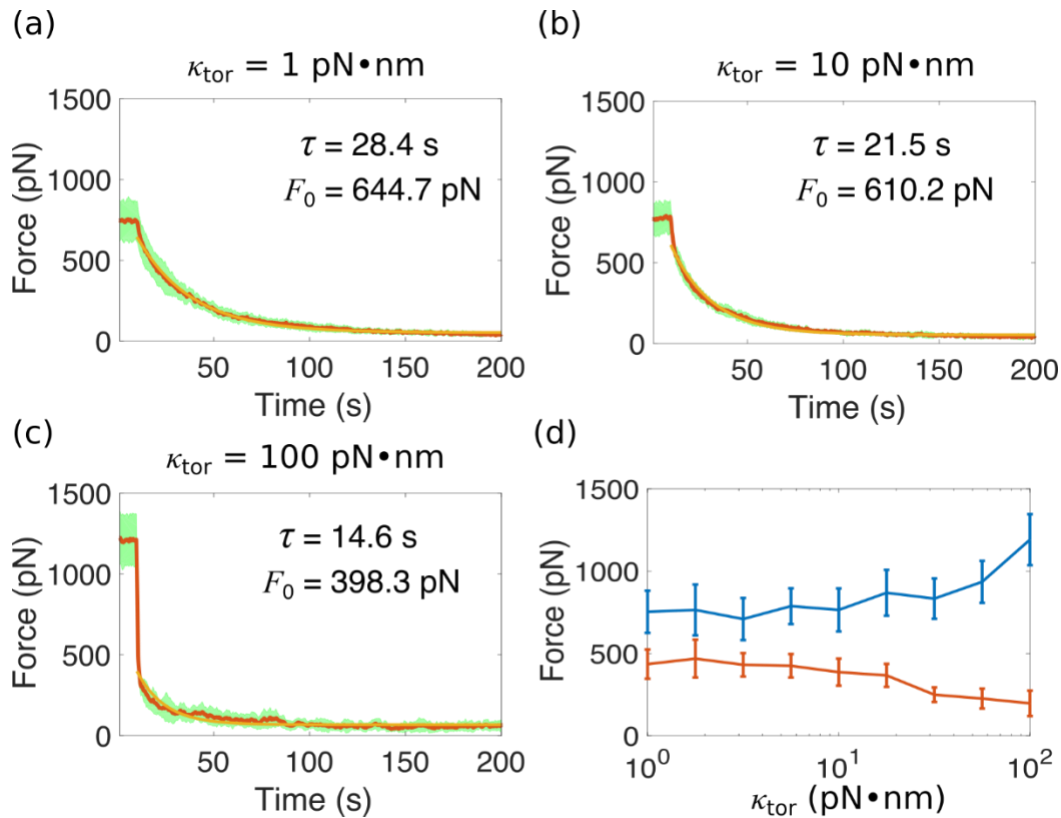 (a)
κtor = 1 pN•nm
1500
1000
500
0
Force (pN)
τ = 28.4 s
F0 = 644.7 pN
50 100 150 200
Time (s)
(b)
κtor = 10 pN•nm
1500
1000
500
0
Force (pN)
τ = 21.5 s
F0 = 610.2 pN
50 100 150 200
Time (s)
(c)
κtor = 100 pN•nm
1500
1000
500
0
Force (pN)
τ = 14.6 s
F0 = 398.3 pN
50 100 150 200
Time (s)
(d)
1500
1000
500
0
Force (pN)
10^0 10^1 10^2
κtor (pN•nm)